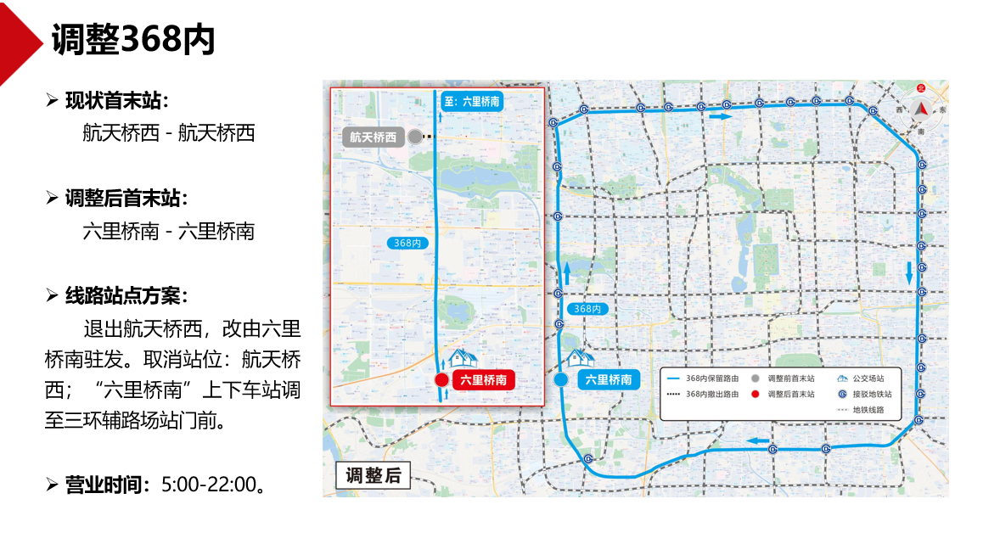 调整368内
➢ 现状首末站：
航天桥西 - 航天桥西
➢ 调整后首末站：
六里桥南 - 六里桥南
➢ 线路站点方案：
退出航天桥西，改由六里
桥南驻发。取消站位：航天桥
西；“六里桥南”上下车站调
至三环辅路场站门前。
➢ 营业时间：5:00-22:00。
至：六里桥南
航天桥西
368内
六里桥南
北
西
东
南
368内
六里桥南
368内保留路由
调整前首末站
公交场站
368内撤出路由
调整后首末站
接驳地铁站
地铁线路
调整后